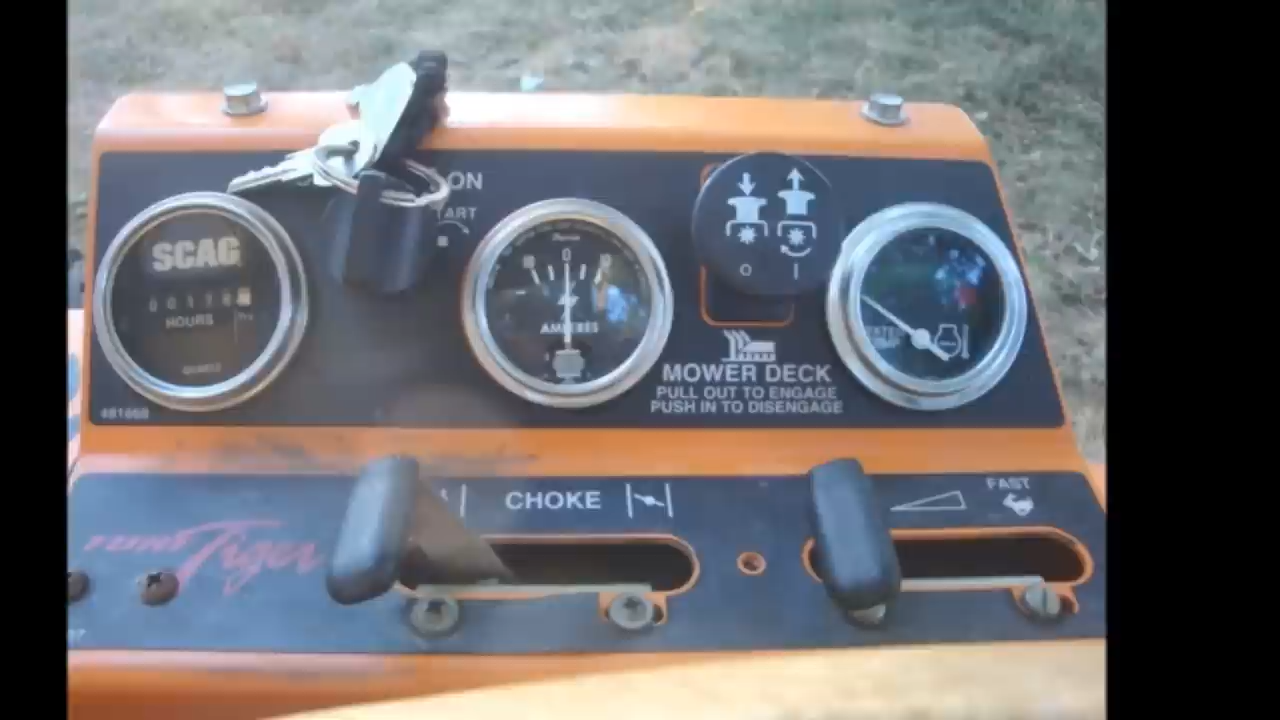 ON
SCAG
HOURS
0
AMPERES
O I
MOWER DECK
PULL OUT TO ENGAGE
PUSH IN TO DISENGAGE
481668
CHOKE
FAST
Tiger